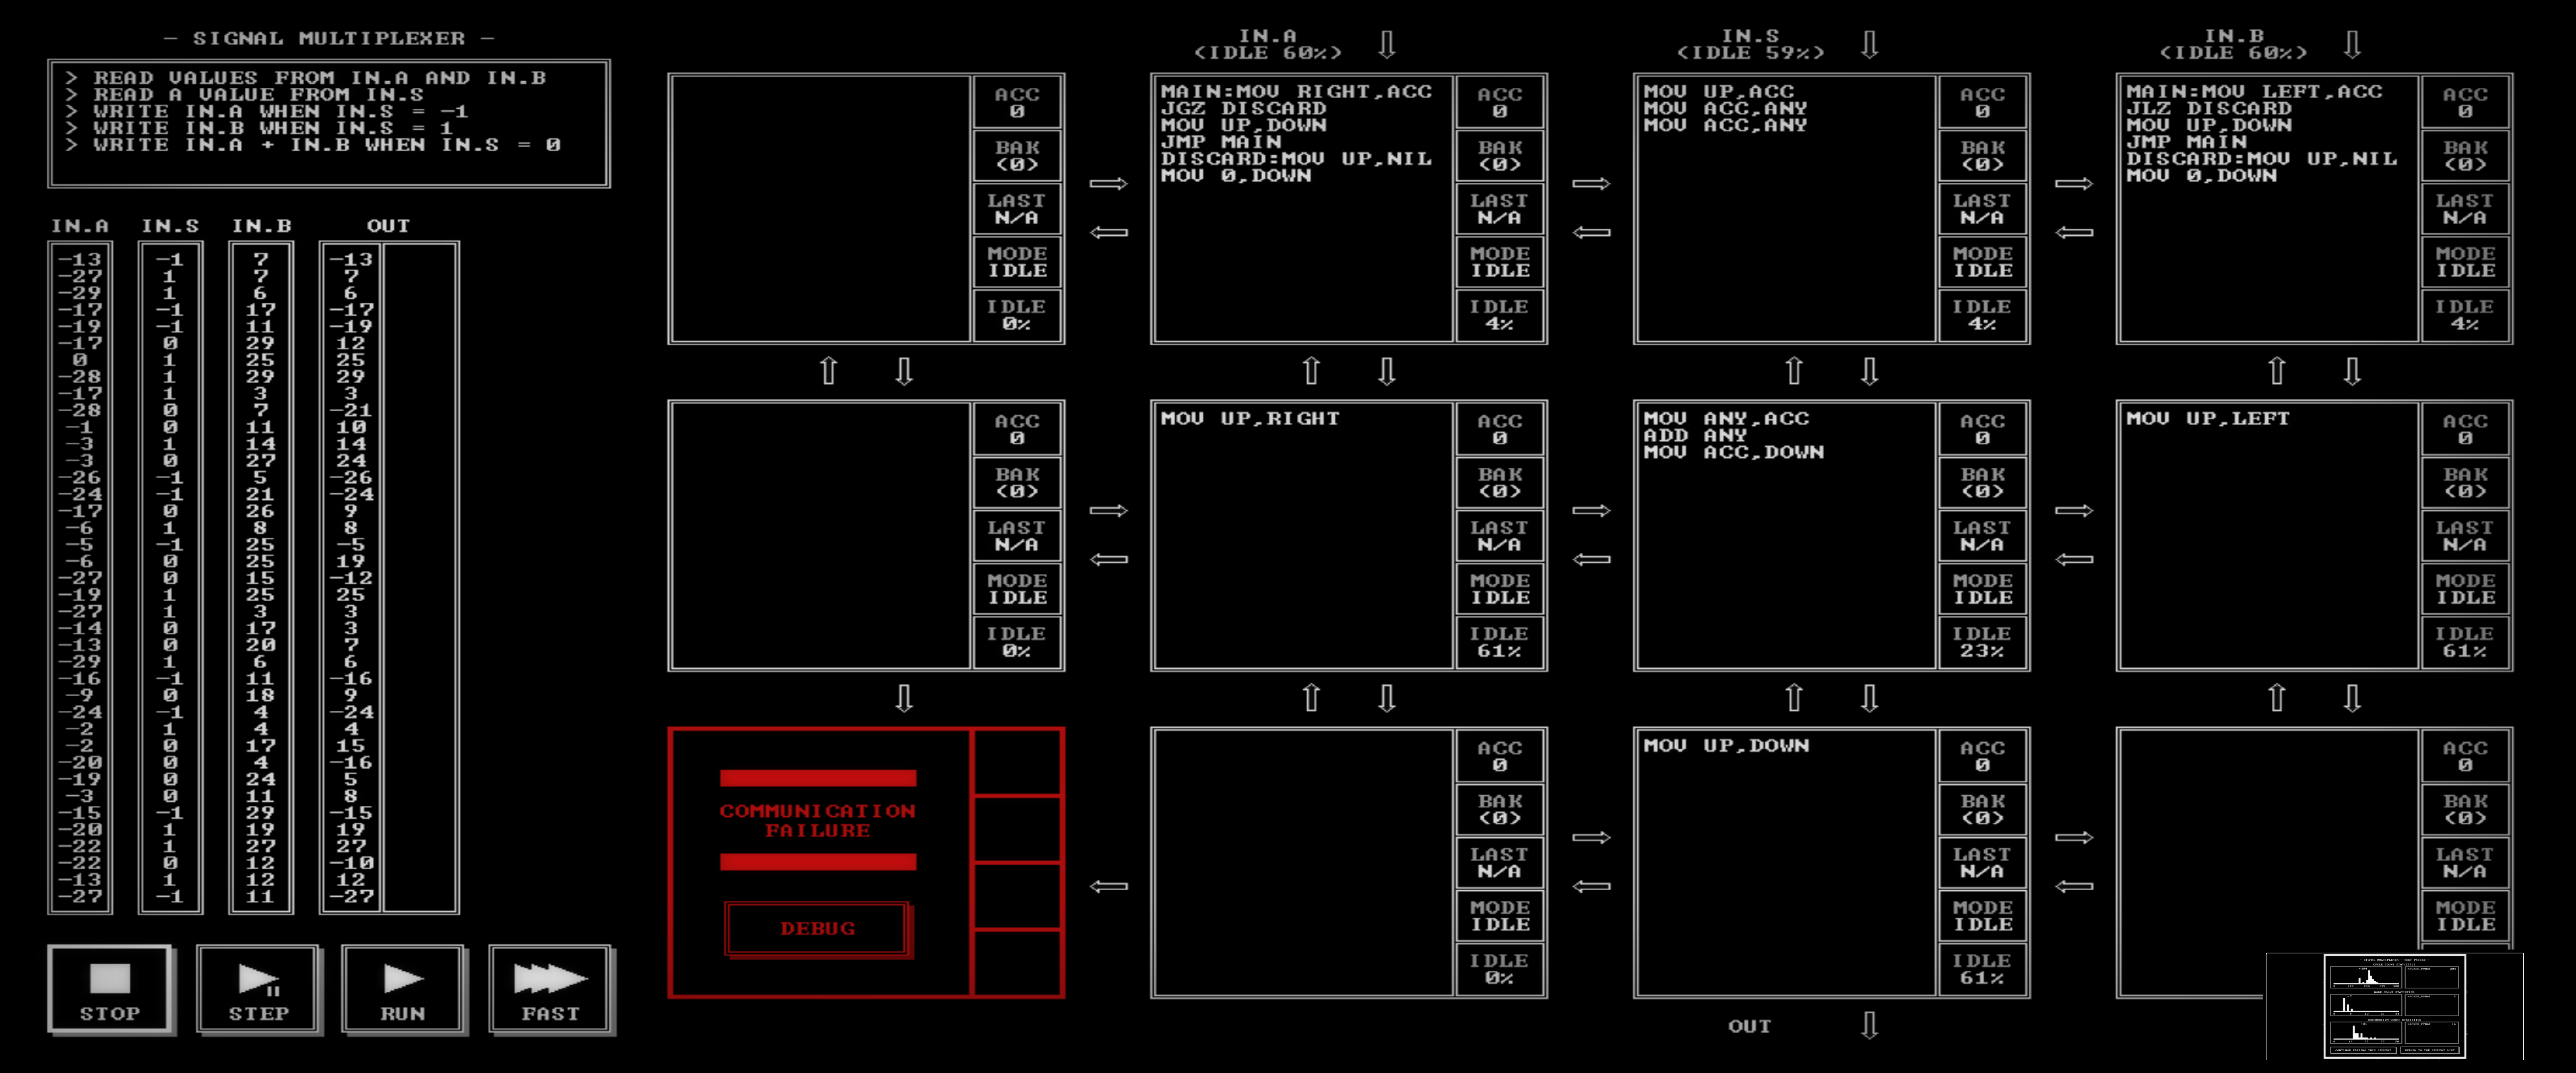 - SIGNAL MULTIPLEXER -
> READ VALUES FROM IN.A AND IN.B
> READ A VALUE FROM IN.S
> WRITE IN.A WHEN IN.S = -1
> WRITE IN.B WHEN IN.S = 1
> WRITE IN.A + IN.B WHEN IN.S = 0
IN.A IN.S IN.B OUT
-13 -1 7 -13
-27 1 7 7
-29 1 6 6
-17 -1 17 -17
-19 -1 11 -19
-17 0 29 12
0 1 25 25
-28 1 29 29
-17 1 3 3
-28 0 7 -21
-1 0 11 10
-3 1 14 14
-3 0 27 24
-26 -1 5 -26
-24 -1 21 -24
-17 0 26 9
-6 1 8 8
-5 -1 25 -5
-6 0 25 19
-27 0 15 -12
-19 1 25 25
-27 1 3 3
-14 0 17 3
-13 0 20 7
-29 1 6 6
-16 -1 11 -16
-9 0 18 9
-24 -1 4 -24
-2 1 4 4
-2 0 17 15
-20 0 4 -16
-19 0 24 5
-3 0 11 8
-15 -1 29 -15
-20 1 19 19
-22 1 27 27
-22 0 12 -10
-13 1 12 12
-27 -1 11 -27
STOP
STEP
RUN
FAST
IN.A
(IDLE 60%)
IN.S
(IDLE 59%)
IN.B
(IDLE 60%)
ACC
0
BAK
(0)
LAST
N/A
MODE
IDLE
IDLE
0%
MAIN:MOV RIGHT,ACC
JGZ DISCARD
MOV UP,DOWN
JMP MAIN
DISCARD:MOV UP,NIL
MOV 0,DOWN
ACC
0
BAK
(0)
LAST
N/A
MODE
IDLE
IDLE
4%
MOV UP,ACC
MOV ACC,ANY
MOV ACC,ANY
ACC
0
BAK
(0)
LAST
N/A
MODE
IDLE
IDLE
4%
MAIN:MOV LEFT,ACC
JLZ DISCARD
MOV UP,DOWN
JMP MAIN
DISCARD:MOV UP,NIL
MOV 0,DOWN
ACC
0
BAK
(0)
LAST
N/A
MODE
IDLE
IDLE
4%
ACC
0
BAK
(0)
LAST
N/A
MODE
IDLE
IDLE
0%
MOV UP,RIGHT
ACC
0
BAK
(0)
LAST
N/A
MODE
IDLE
IDLE
61%
MOV ANY,ACC
ADD ANY
MOV ACC,DOWN
ACC
0
BAK
(0)
LAST
N/A
MODE
IDLE
IDLE
23%
MOV UP,LEFT
ACC
0
BAK
(0)
LAST
N/A
MODE
IDLE
IDLE
61%
COMMUNICATION
FAILURE
DEBUG
ACC
0
BAK
(0)
LAST
N/A
MODE
IDLE
IDLE
0%
MOV UP,DOWN
ACC
0
BAK
(0)
LAST
N/A
MODE
IDLE
IDLE
61%
ACC
0
BAK
(0)
LAST
N/A
MODE
IDLE
OUT